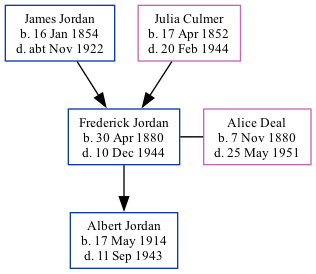 James Jordan
b. 16 Jan 1854
d. abt Nov 1922
Julia Culmer
b. 17 Apr 1852
d. 20 Feb 1944
Frederick Jordan
b. 30 Apr 1880
d. 10 Dec 1944
Alice Deal
b. 7 Nov 1880
d. 25 May 1951
Albert Jordan
b. 17 May 1914
d. 11 Sep 1943